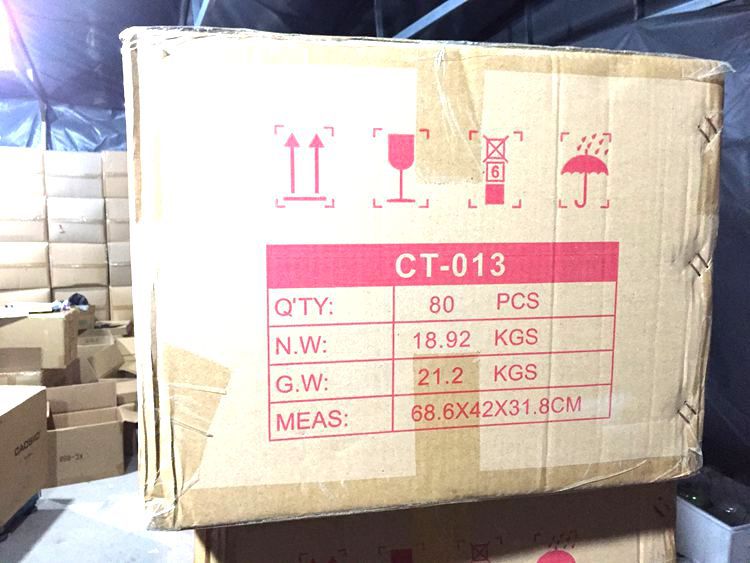 6
CT-013
Q'TY: 80 PCS
N.W: 18.92 KGS
G.W: 21.2 KGS
MEAS: 68.6X42X31.8CM